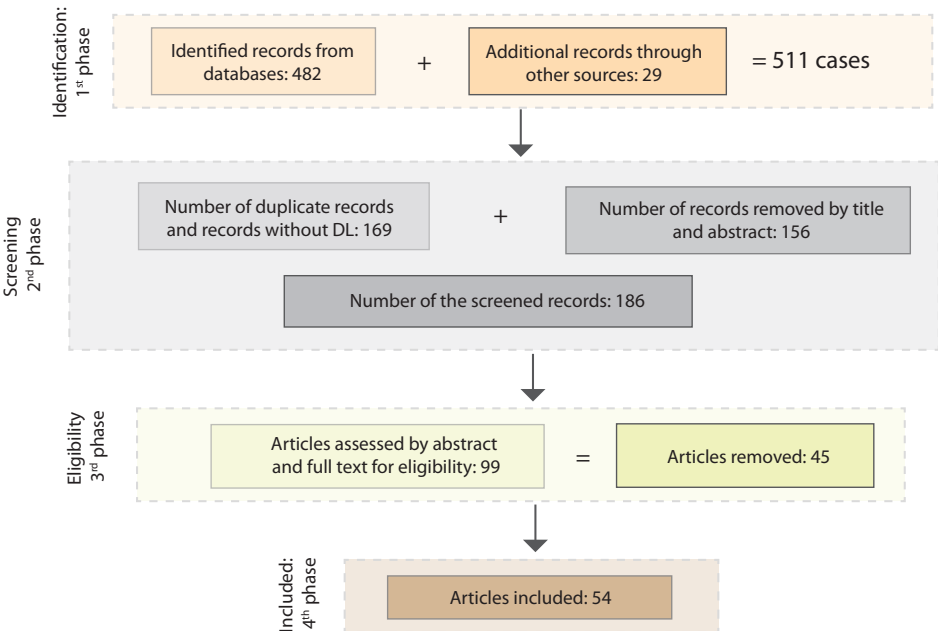 Identification:
1st phase
Identified records from
databases: 482
+
Additional records through
other sources: 29
= 511 cases
Screening
2nd phase
Number of duplicate records
and records without DL: 169
+
Number of records removed by title
and abstract: 156
Number of the screened records: 186
Eligibility
3rd phase
Articles assessed by abstract
and full text for eligibility: 99
=
Articles removed: 45
Included:
4th phase
Articles included: 54